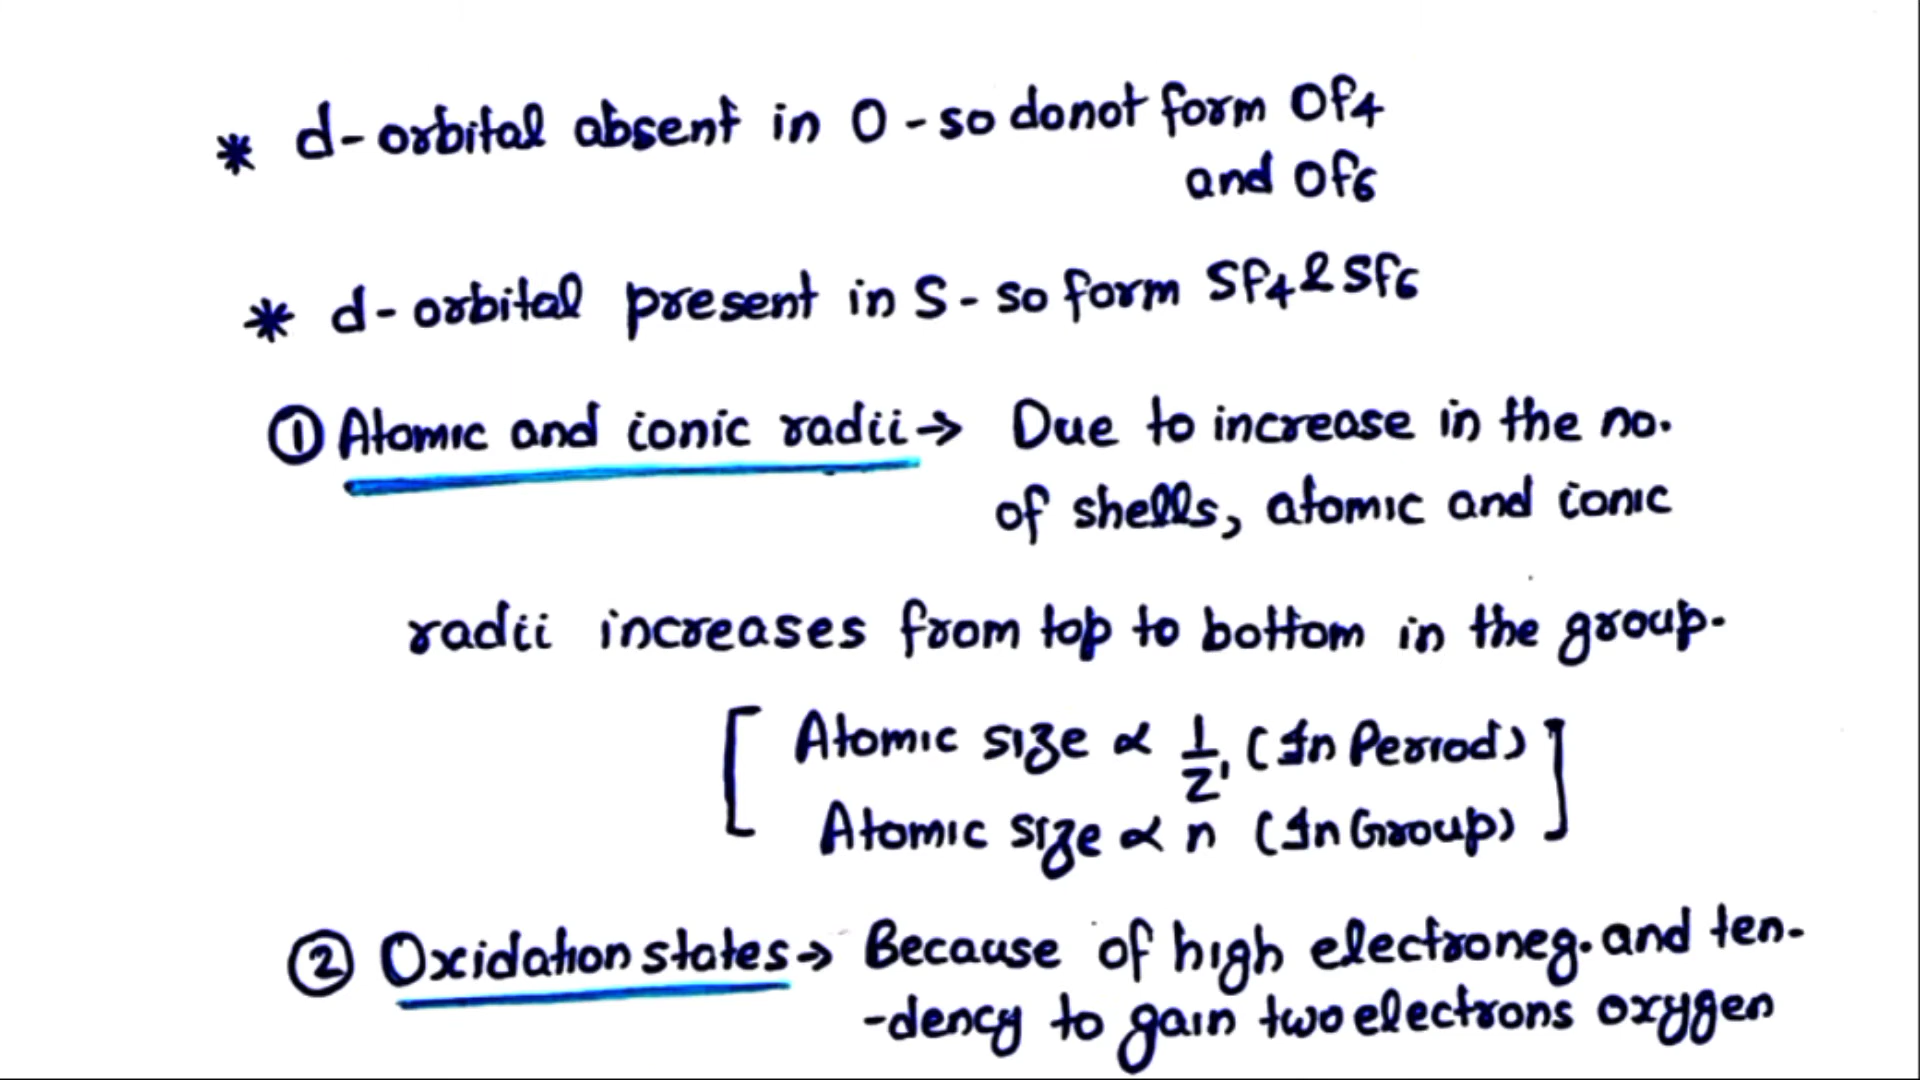 * d-orbital absent in O - so donot form Of4
and Of6
* d-orbital present in S - so form Sf4 & Sf6
① Atomic and ionic radii → Due to increase in the no.
of shells, atomic and ionic
radii increases from top to bottom in the group.
[ Atomic size ∝ 1/Z' (In Period) ]
Atomic size ∝ n (In Group)
② Oxidation states → Because of high electroneg. and ten-
-dency to gain two electrons oxygen